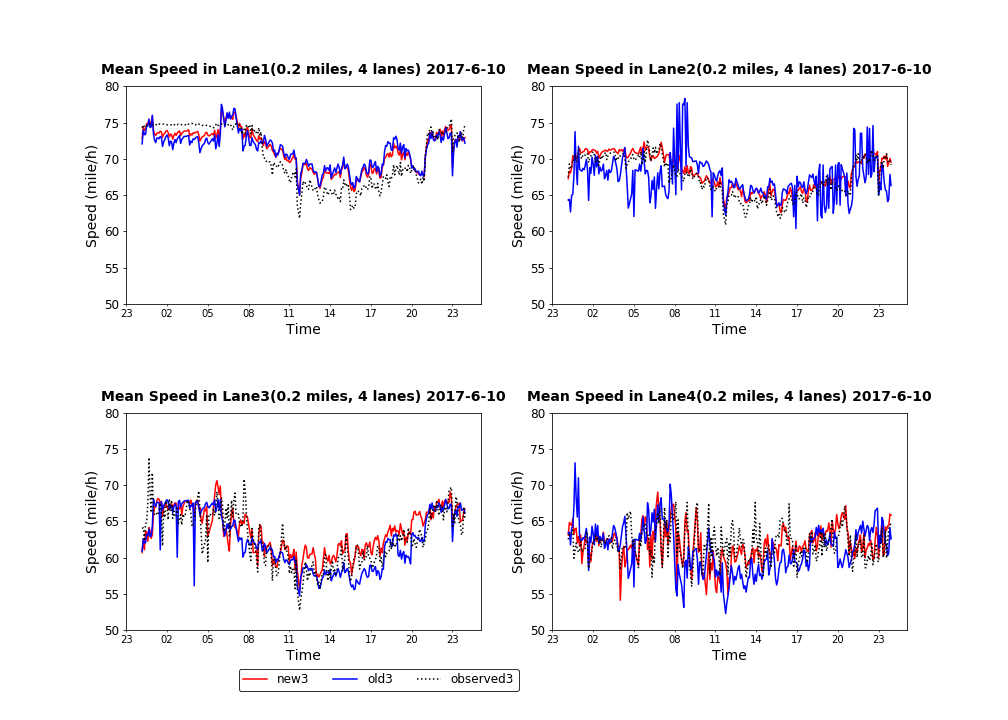 Mean Speed in Lane1(0.2 miles, 4 lanes) 2017-6-10
80
75
70
65
60
55
50
Speed (mile/h)
23 02 05 08 11 14 17 20 23
Time
Mean Speed in Lane2(0.2 miles, 4 lanes) 2017-6-10
80
75
70
65
60
55
50
Speed (mile/h)
23 02 05 08 11 14 17 20 23
Time
Mean Speed in Lane3(0.2 miles, 4 lanes) 2017-6-10
80
75
70
65
60
55
50
Speed (mile/h)
23 02 05 08 11 14 17 20 23
Time
Mean Speed in Lane4(0.2 miles, 4 lanes) 2017-6-10
80
75
70
65
60
55
50
Speed (mile/h)
23 02 05 08 11 14 17 20 23
Time
new3 old3 observed3